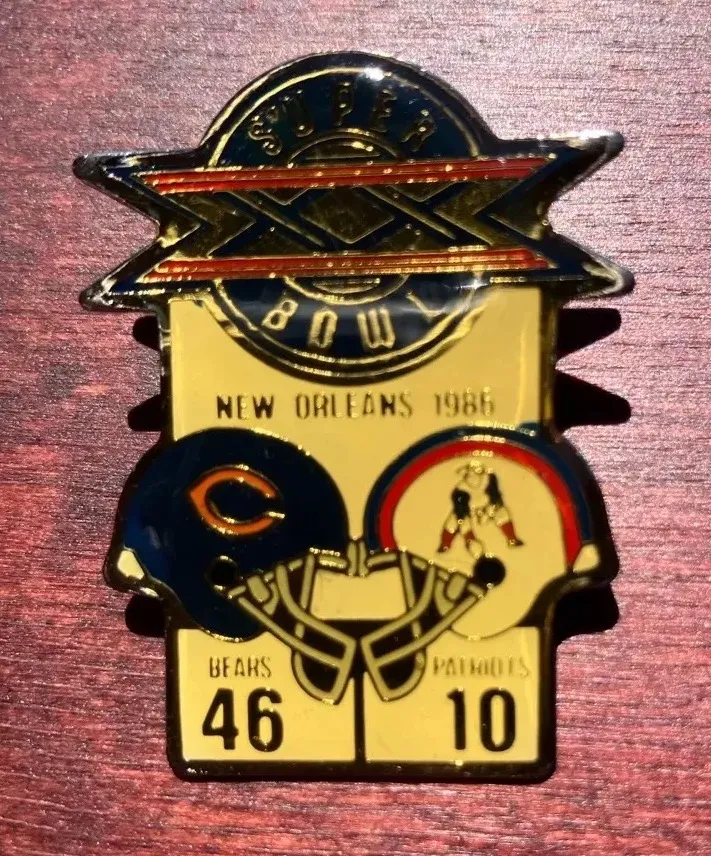 SUPER
XX
BOWL
NEW ORLEANS 1986
C
BEARS PATRIOTS
46 10